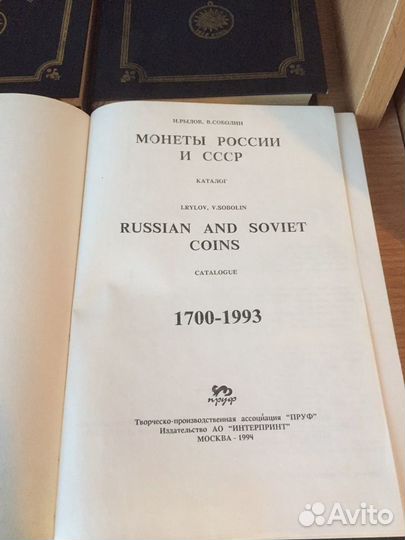 И.РЫЛОВ, В.СОБОЛИН
МОНЕТЫ РОССИИ
И СССР
КАТАЛОГ
I.RYLOV, V.SOBOLIN
RUSSIAN AND SOVIET
COINS
CATALOGUE
1700-1993
пруф
Творческо-производственная ассоциация "ПРУФ"
Издательство АО "ИНТЕРПРИНТ"
МОСКВА - 1994
Avito